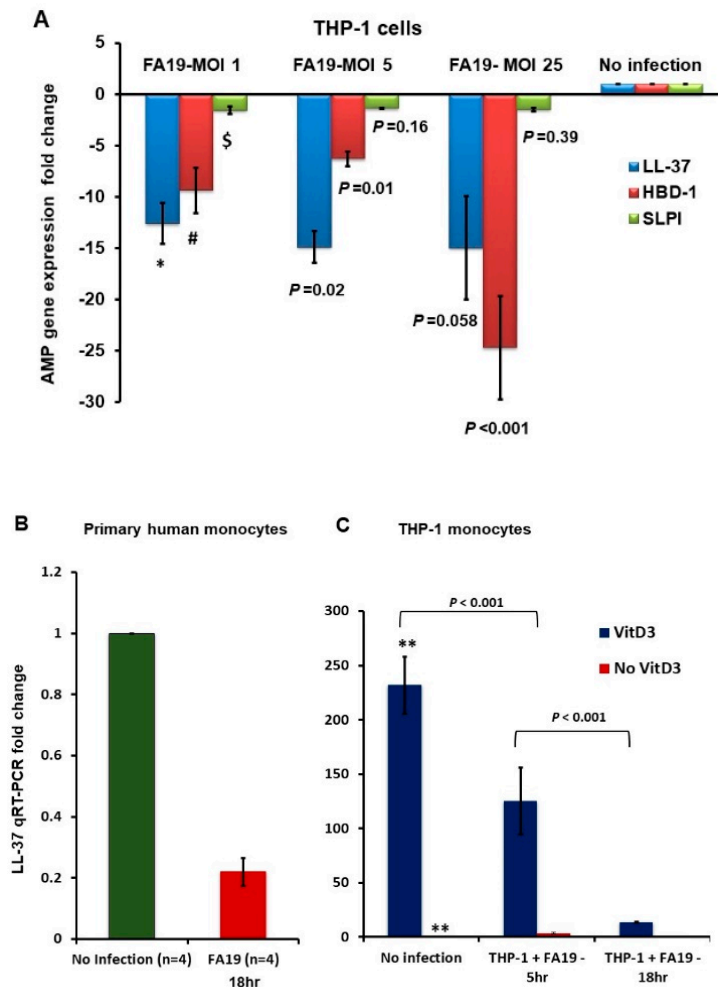 A
THP-1 cells
FA19-MOI 1
FA19-MOI 5
FA19- MOI 25
No infection
AMP gene expression fold change
5
0
-5
-10
-15
-20
-25
-30
*
#
$
P=0.02
P=0.01
P=0.16
P=0.058
P<0.001
P=0.39
LL-37
HBD-1
SLPI
B
Primary human monocytes
LL-37 qRT-PCR fold change
1.2
1
0.8
0.6
0.4
0.2
0
No Infection (n=4)
FA19 (n=4)
18hr
C
THP-1 monocytes
300
250
200
150
100
50
0
P < 0.001
**
P < 0.001
**
VitD3
No VitD3
No infection
THP-1 + FA19 -
5hr
THP-1 + FA19 -
18hr